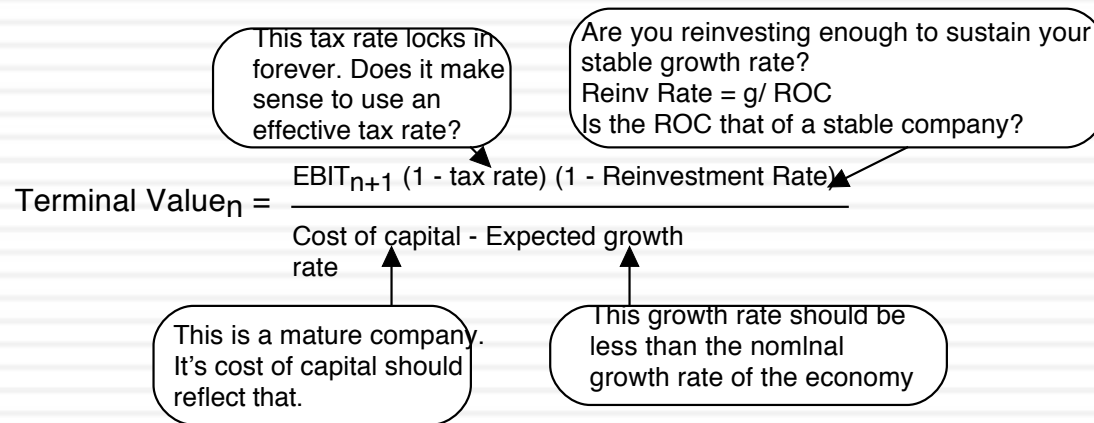 This tax rate locks in
forever. Does it make
sense to use an
effective tax rate?
Are you reinvesting enough to sustain your
stable growth rate?
Reinv Rate = g/ ROC
Is the ROC that of a stable company?
Terminal Valuen =
EBITn+1 (1 - tax rate) (1 - Reinvestment Rate)
Cost of capital - Expected growth
rate
This is a mature company.
It's cost of capital should
reflect that.
This growth rate should be
less than the nomInal
growth rate of the economy